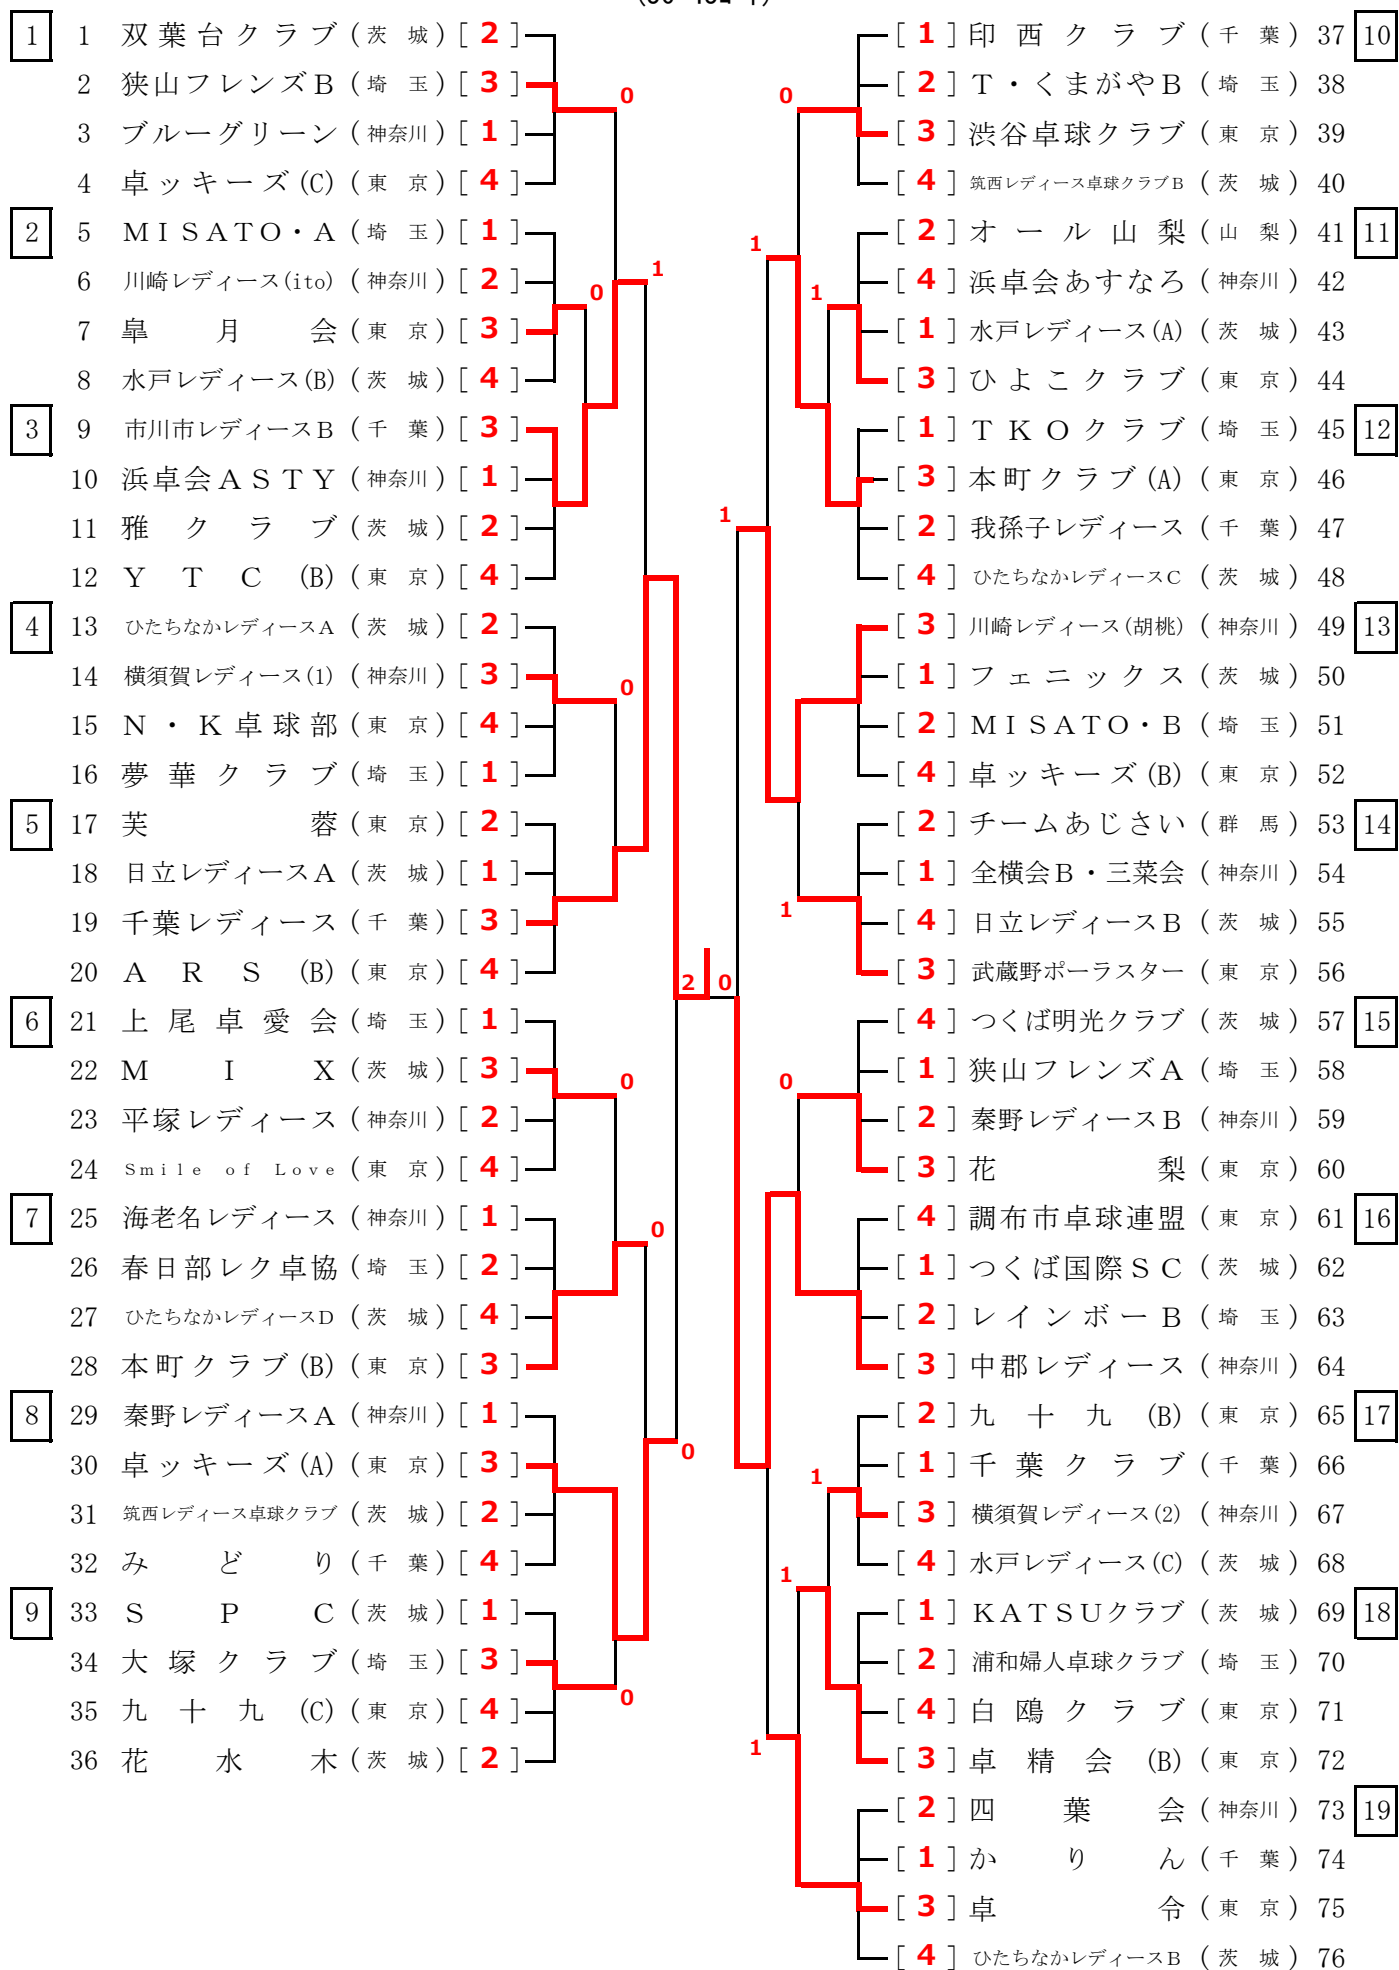 1 1 双葉台クラブ (茨 城) [ 2 ]
2 狭山フレンズB (埼 玉) [ 3 ]
3 ブルーグリーン (神奈川) [ 1 ]
4 卓ッキーズ(C) (東 京) [ 4 ]
2 5 MISATO・A (埼 玉) [ 1 ]
6 川崎レディース(ito) (神奈川) [ 2 ]
7 皐月会 (東 京) [ 3 ]
8 水戸レディース(B) (茨 城) [ 4 ]
3 9 市川市レディースB (千 葉) [ 3 ]
10 浜卓会ASTY (神奈川) [ 1 ]
11 雅クラブ (茨 城) [ 2 ]
12 YTC (B) (東 京) [ 4 ]
4 13 ひたちなかレディースA (茨 城) [ 2 ]
14 横須賀レディース(1) (神奈川) [ 3 ]
15 N・K卓球部 (東 京) [ 4 ]
16 夢華クラブ (埼 玉) [ 1 ]
5 17 芙蓉 (東 京) [ 2 ]
18 日立レディースA (茨 城) [ 1 ]
19 千葉レディース (千 葉) [ 3 ]
20 ARS (B) (東 京) [ 4 ]
6 21 上尾卓愛会 (埼 玉) [ 1 ]
22 MIX (茨 城) [ 3 ]
23 平塚レディース (神奈川) [ 2 ]
24 Smile of Love (東 京) [ 4 ]
7 25 海老名レディース (神奈川) [ 1 ]
26 春日部レク卓協 (埼 玉) [ 2 ]
27 ひたちなかレディースD (茨 城) [ 4 ]
28 本町クラブ(B) (東 京) [ 3 ]
8 29 秦野レディースA (神奈川) [ 1 ]
30 卓ッキーズ(A) (東 京) [ 3 ]
31 筑西レディース卓球クラブ (茨 城) [ 2 ]
32 みどり (千 葉) [ 4 ]
9 33 SPC (茨 城) [ 1 ]
34 大塚クラブ (埼 玉) [ 3 ]
35 九十九 (C) (東 京) [ 4 ]
36 花水木 (茨 城) [ 2 ]
0
0
1
0
0
0
0
0
2 0
0
1
1
1
1
0
1
1
1
[ 1 ] 印西クラブ (千 葉) 37 10
[ 2 ] T・くまがやB (埼 玉) 38
[ 3 ] 渋谷卓球クラブ (東 京) 39
[ 4 ] 筑西レディース卓球クラブB (茨 城) 40
[ 2 ] オール山梨 (山 梨) 41 11
[ 4 ] 浜卓会あすなろ (神奈川) 42
[ 1 ] 水戸レディース(A) (茨 城) 43
[ 3 ] ひよこクラブ (東 京) 44
[ 1 ] TKOクラブ (埼 玉) 45 12
[ 3 ] 本町クラブ(A) (東 京) 46
[ 2 ] 我孫子レディース (千 葉) 47
[ 4 ] ひたちなかレディースC (茨 城) 48
[ 3 ] 川崎レディース(胡桃) (神奈川) 49 13
[ 1 ] フェニックス (茨 城) 50
[ 2 ] MISATO・B (埼 玉) 51
[ 4 ] 卓ッキーズ(B) (東 京) 52
[ 2 ] チームあじさい (群 馬) 53 14
[ 1 ] 全横会B・三菜会 (神奈川) 54
[ 4 ] 日立レディースB (茨 城) 55
[ 3 ] 武蔵野ポーラスター (東 京) 56
[ 4 ] つくば明光クラブ (茨 城) 57 15
[ 1 ] 狭山フレンズA (埼 玉) 58
[ 2 ] 秦野レディースB (神奈川) 59
[ 3 ] 花梨 (東 京) 60
[ 4 ] 調布市卓球連盟 (東 京) 61 16
[ 1 ] つくば国際SC (茨 城) 62
[ 2 ] レインボーB (埼 玉) 63
[ 3 ] 中郡レディース (神奈川) 64
[ 2 ] 九十九 (B) (東 京) 65 17
[ 1 ] 千葉クラブ (千 葉) 66
[ 3 ] 横須賀レディース(2) (神奈川) 67
[ 4 ] 水戸レディース(C) (茨 城) 68
[ 1 ] KATSUクラブ (茨 城) 69 18
[ 2 ] 浦和婦人卓球クラブ (埼 玉) 70
[ 4 ] 白鴎クラブ (東 京) 71
[ 3 ] 卓精会 (B) (東 京) 72
[ 2 ] 四葉会 (神奈川) 73 19
[ 1 ] かりん (千 葉) 74
[ 3 ] 卓令 (東 京) 75
[ 4 ] ひたちなかレディースB (茨 城) 76